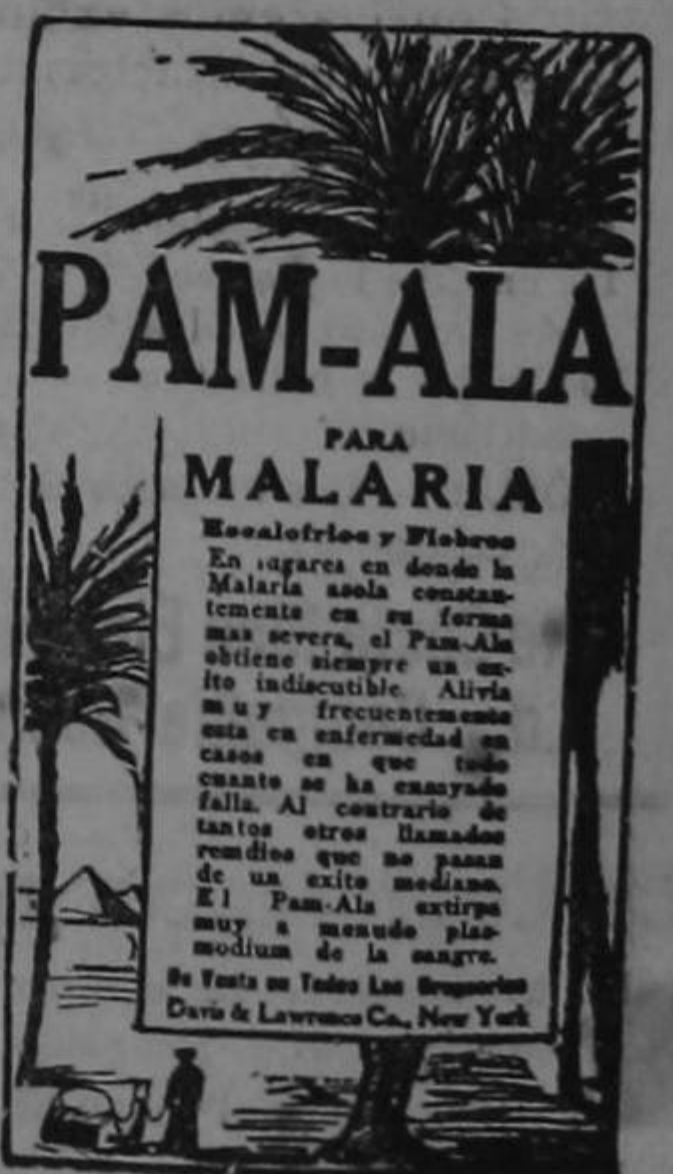 PAM-ALA
PARA
MALARIA
Escalofrios y Fiebres
En lugares en donde la
Malaria asola constan-
temente en su forma
mas severa, el Pam-Ala
obtiene siempre un ex-
ito indiscutible. Alivia
muy frecuentemente
esta en enfermedad en
casos en que todo
cuanto se ha ensayado
falla. Al contrario de
tantos otros llamados
remdios que no pasan
de un exito mediano.
El Pam-Ala extirpa
muy a menudo plas-
modium de la sangre.
De Venta en Todas Las Droguerias
Davis & Lawrence Co., New York